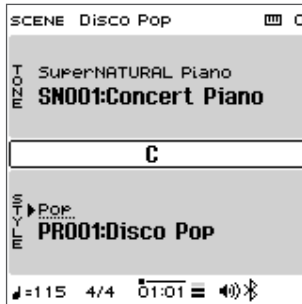 SCENE Disco Pop
TONE
SuperNATURAL Piano
SN001:Concert Piano
C
STYLE
Pop
PR001:Disco Pop
♩=115 4/4 01:01